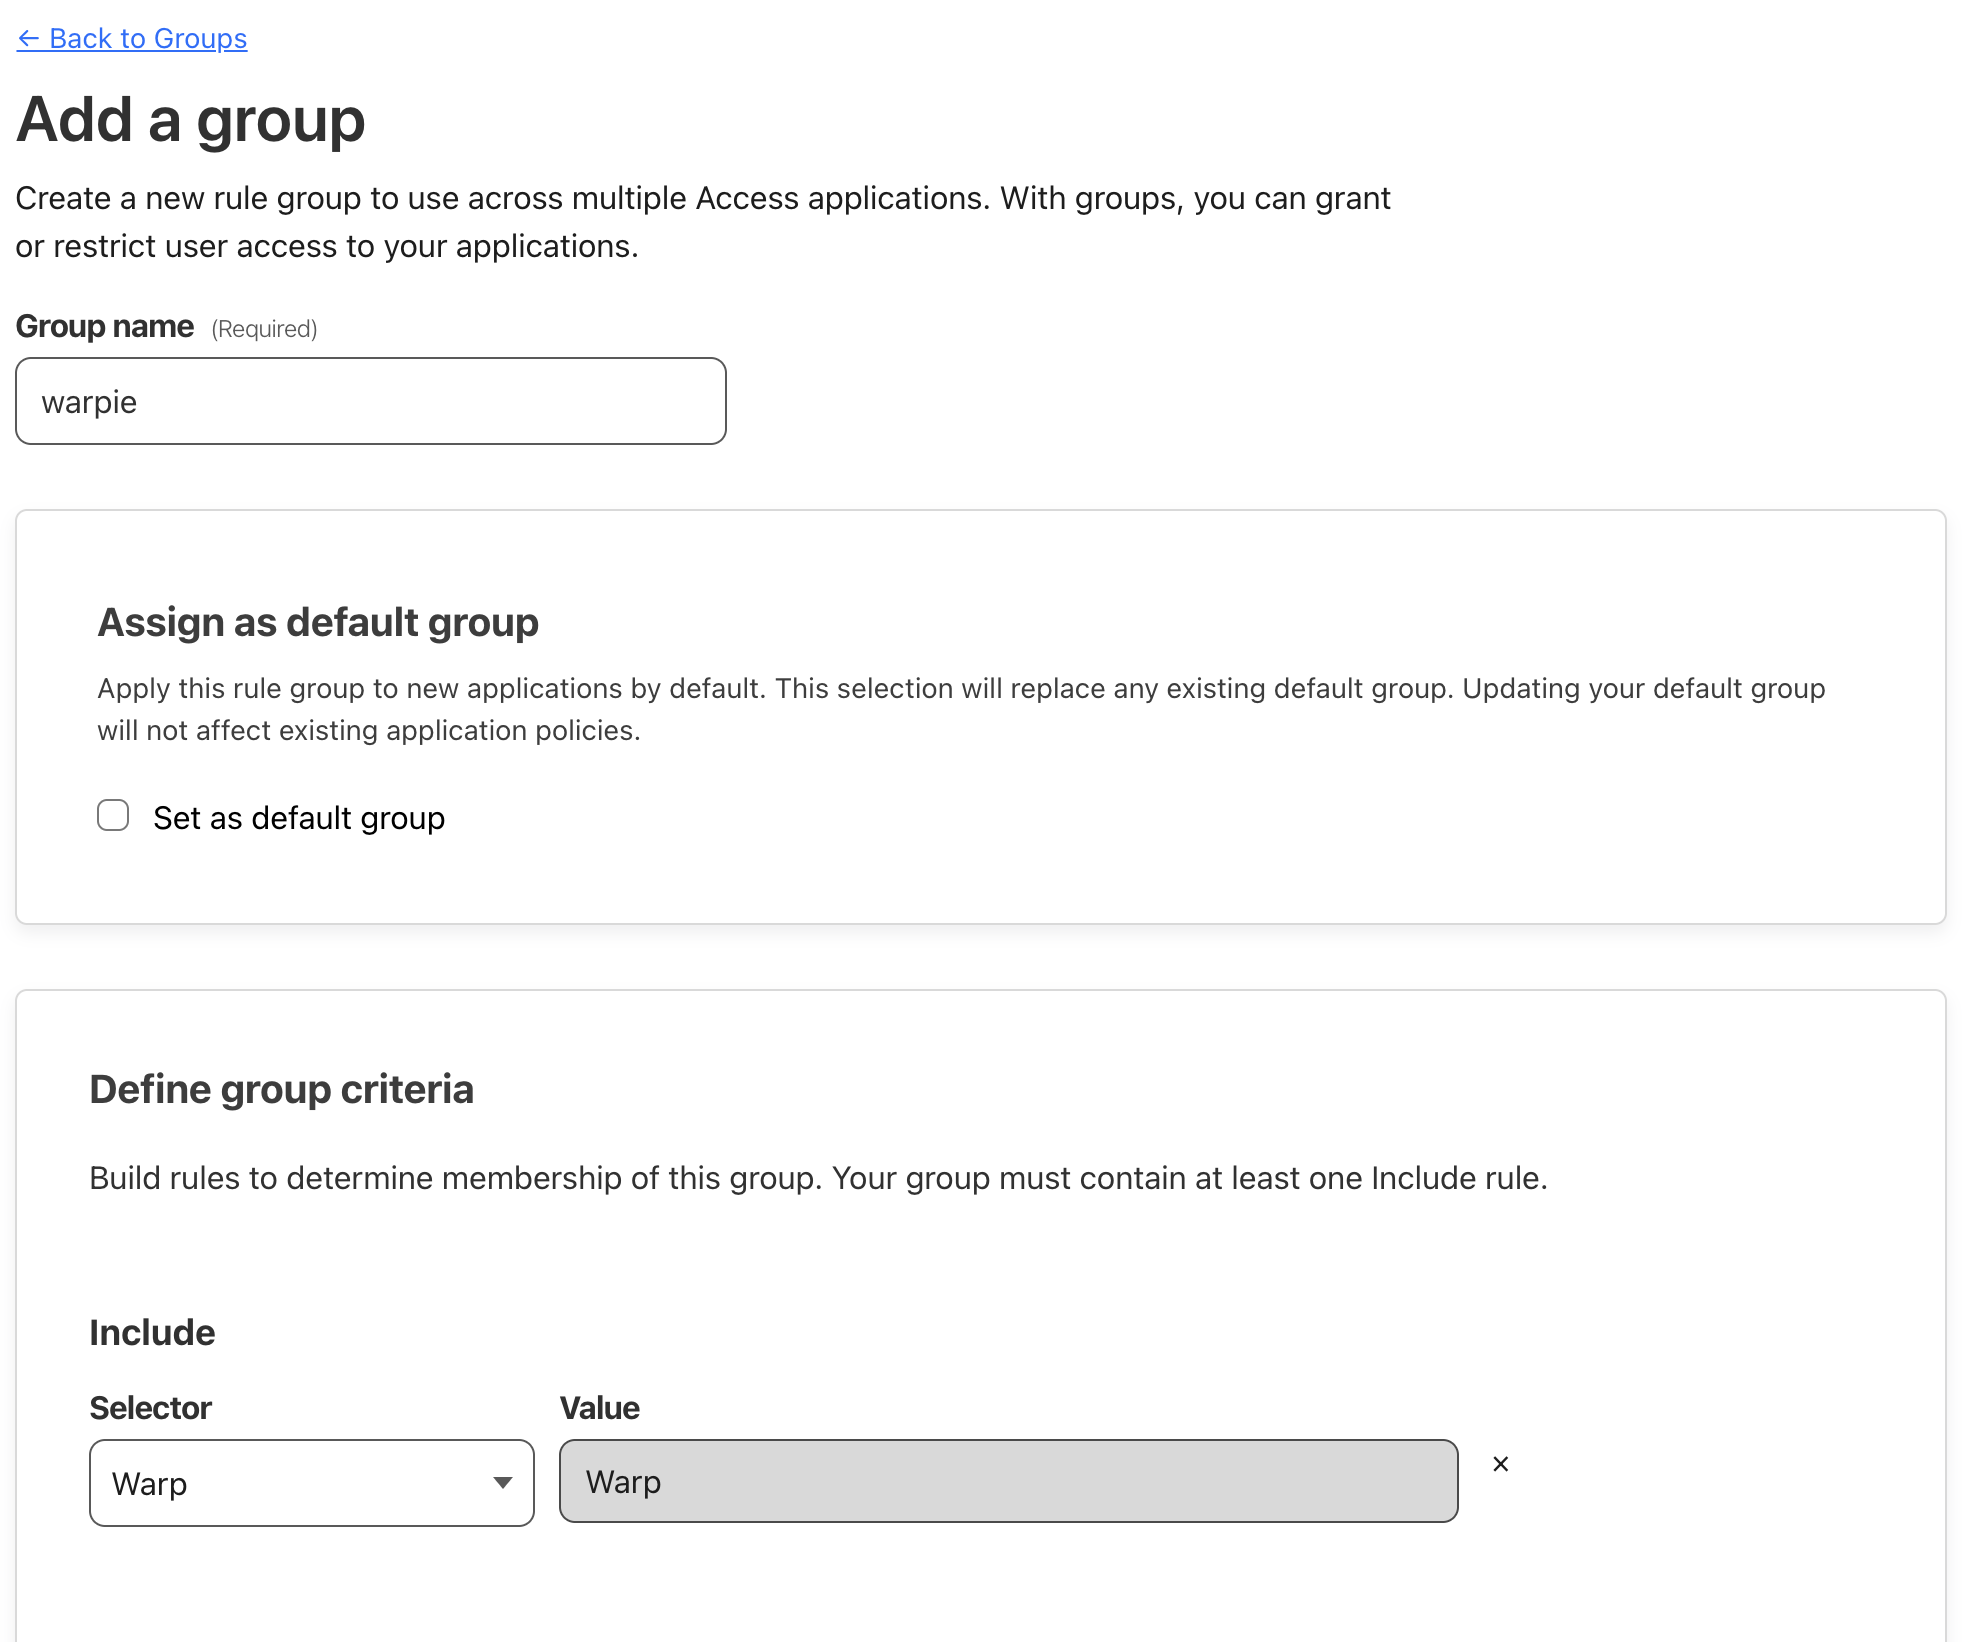 ← Back to Groups
Add a group
Create a new rule group to use across multiple Access applications. With groups, you can grant
or restrict user access to your applications.
Group name (Required)
warpie
Assign as default group
Apply this rule group to new applications by default. This selection will replace any existing default group. Updating your default group
will not affect existing application policies.
Set as default group
Define group criteria
Build rules to determine membership of this group. Your group must contain at least one Include rule.
Include
Selector Value
Warp Warp ×